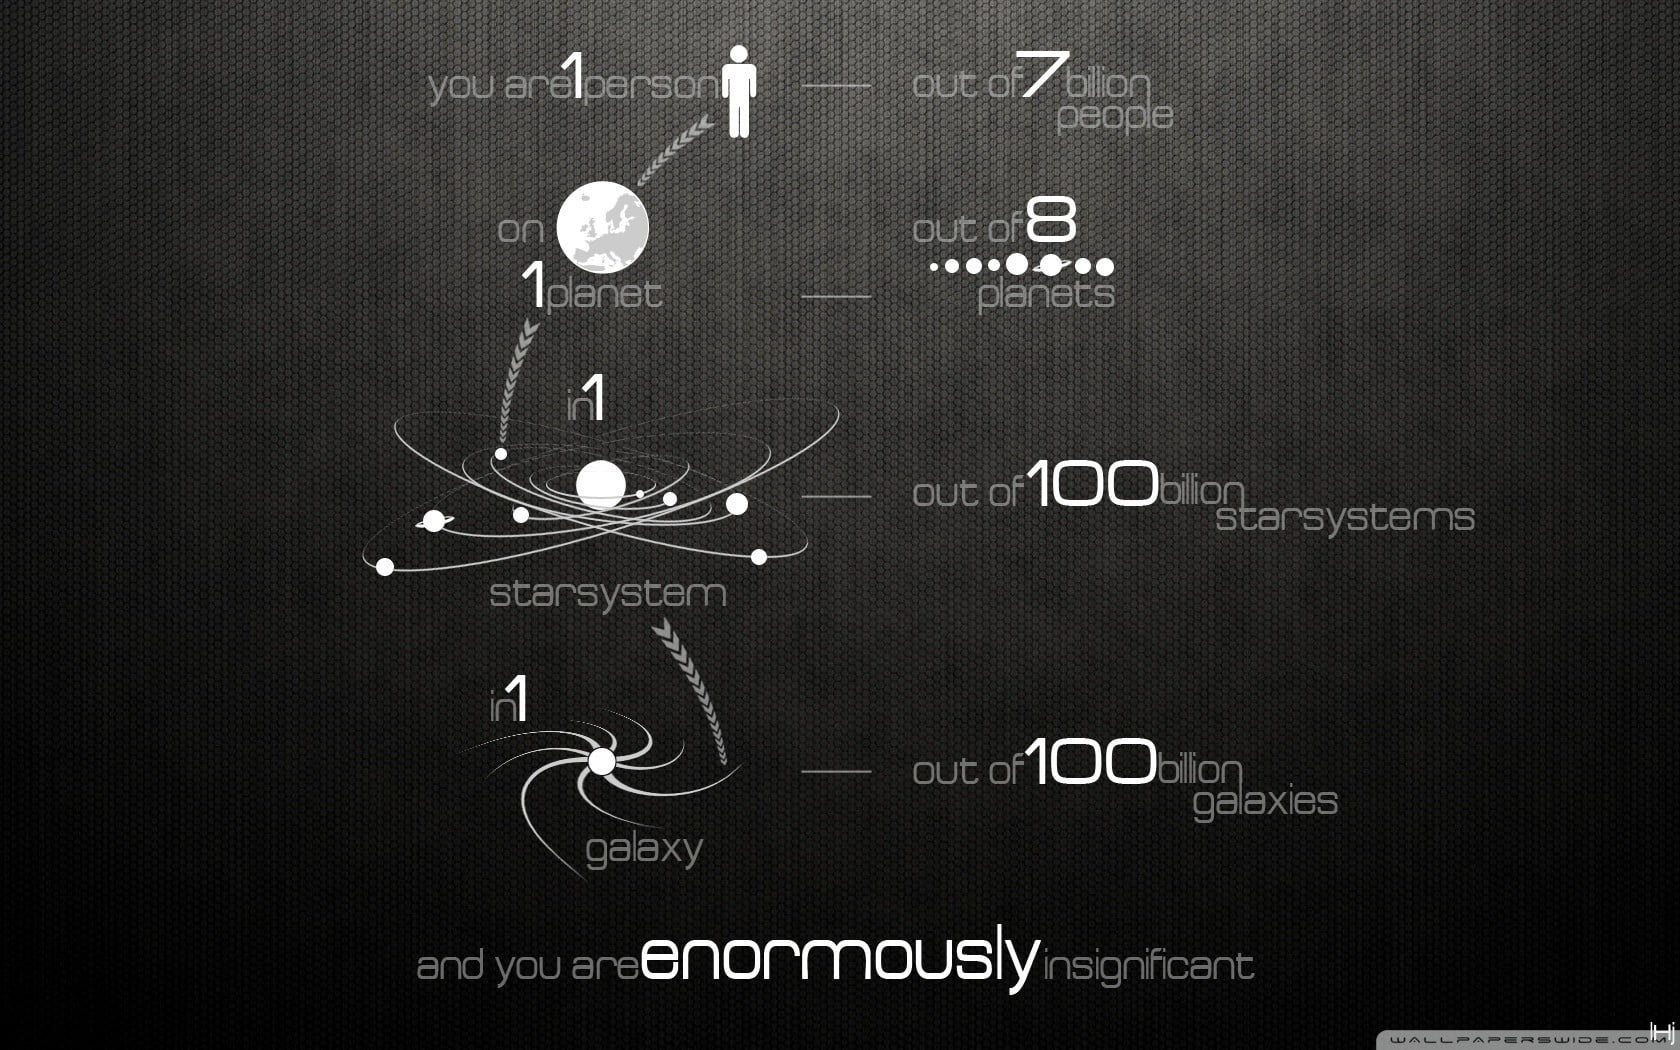 you are 1 person
out of 7 billion
people
on
out of 8
1 planet
planets
in 1
out of 100 billion
starsystems
starsystem
in 1
out of 100 billion
galaxies
galaxy
and you are enormously insignificant
WALLPAPERSWIDE.COM